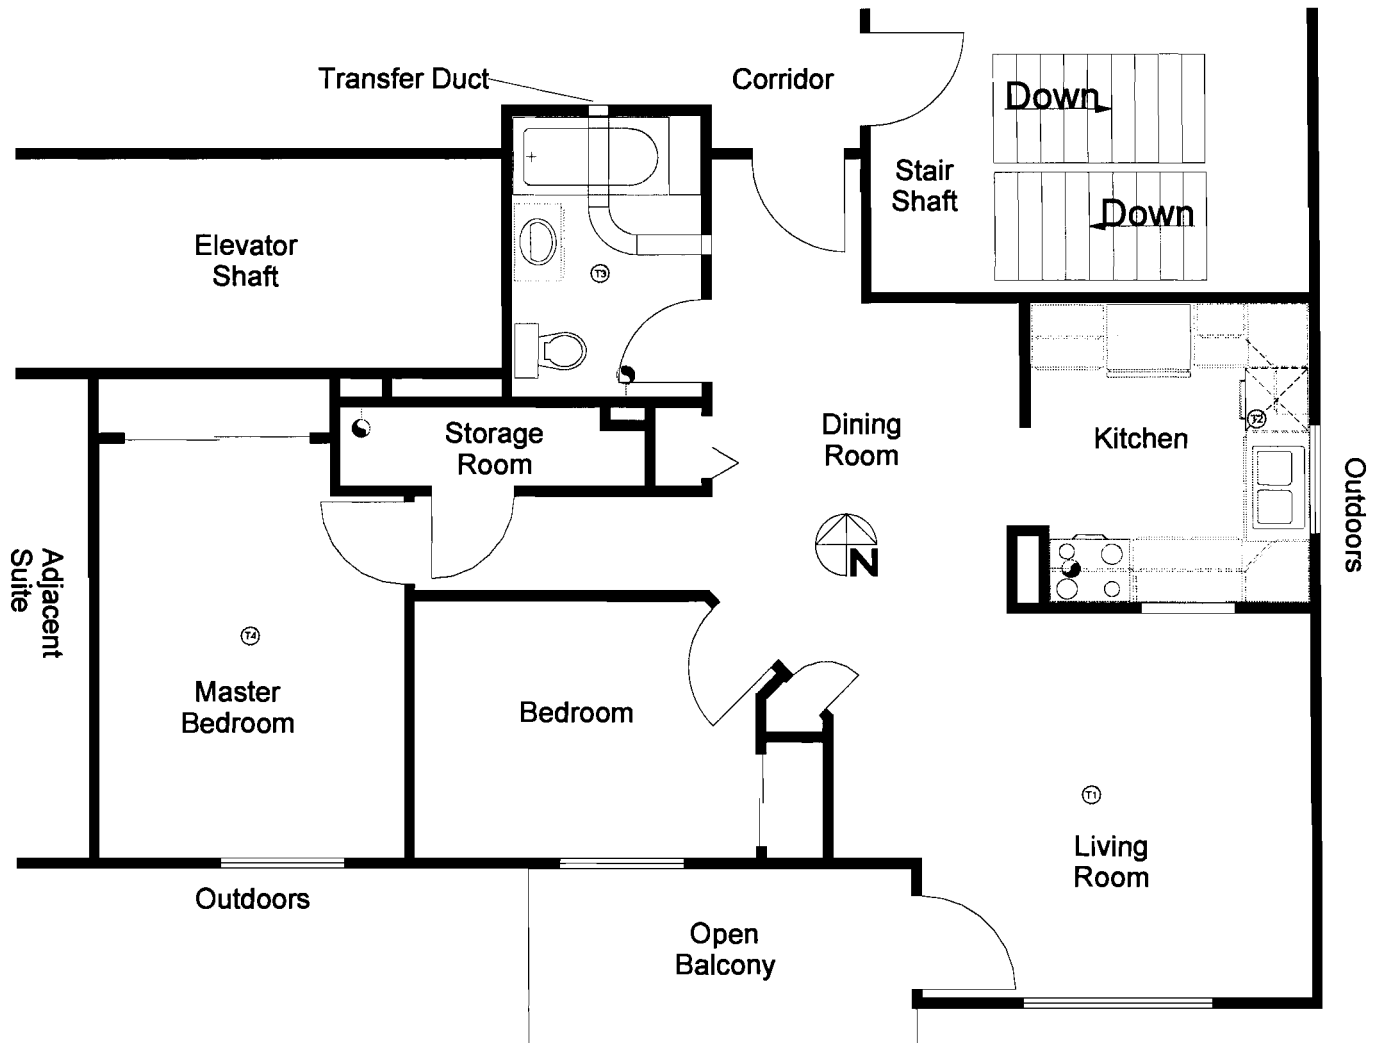 Transfer Duct
Corridor
Down
Stair
Shaft
Down
Elevator
Shaft
T3
Storage
Room
Dining
Room
Kitchen
T2
Outdoors
N
Adjacent
Suite
T4
Master
Bedroom
Bedroom
T1
Living
Room
Outdoors
Open
Balcony